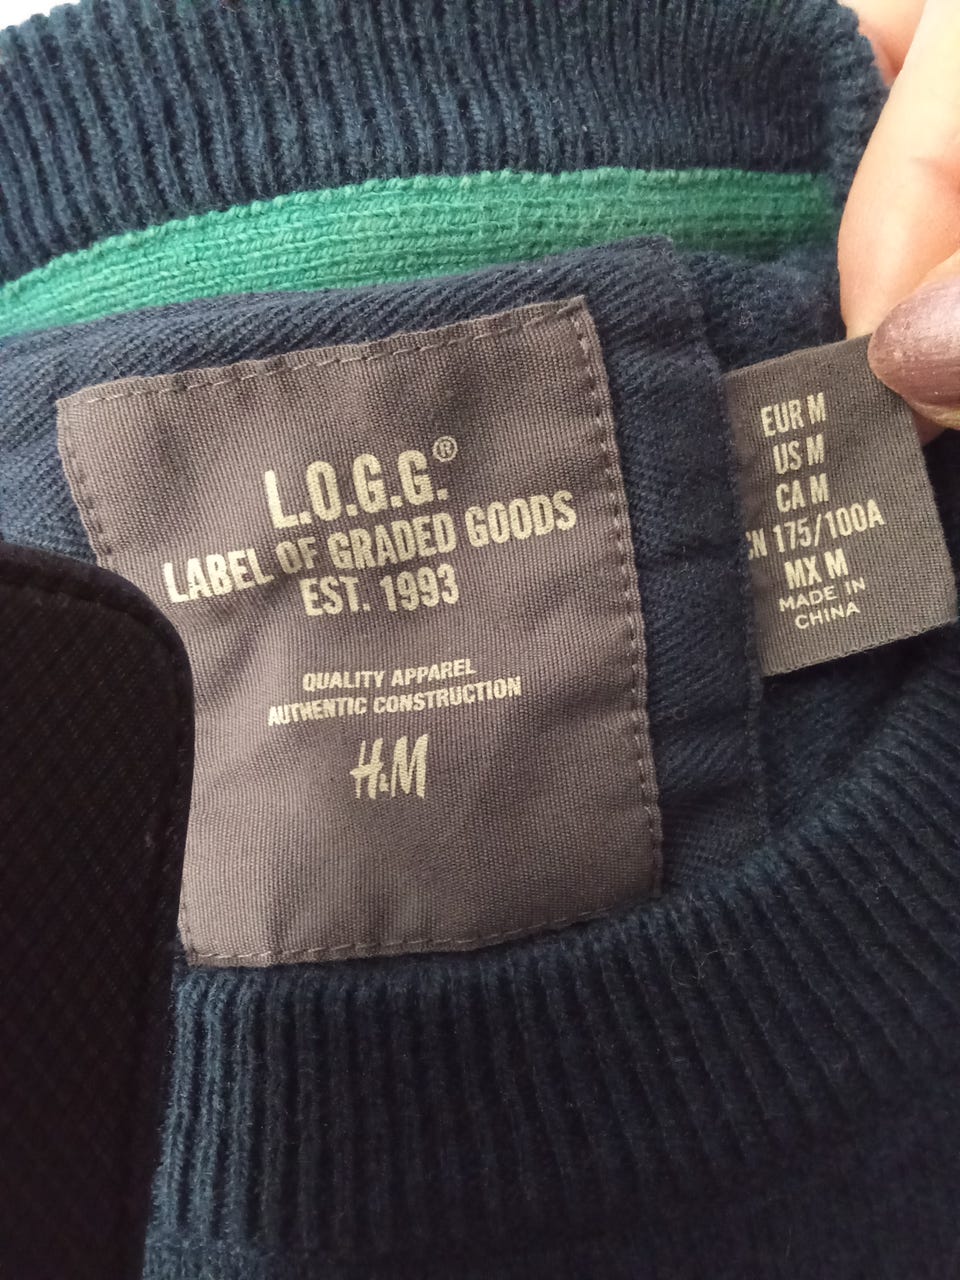 L.O.G.G.®
LABEL OF GRADED GOODS
EST. 1993
QUALITY APPAREL
AUTHENTIC CONSTRUCTION
H&M
EUR M
US M
CA M
CN 175/100A
MX M
MADE IN
CHINA